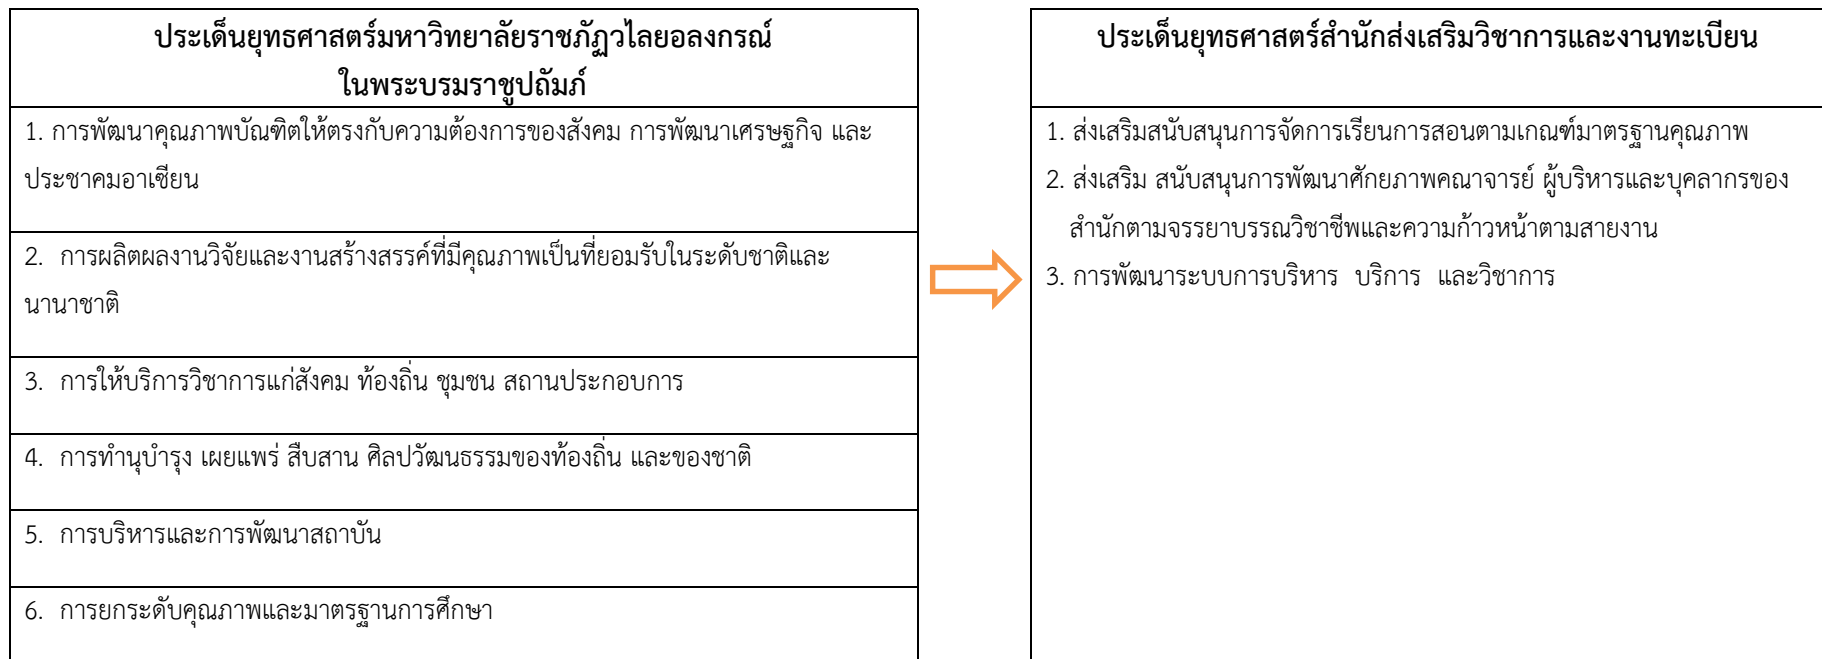 ประเด็นยุทธศาสตร์มหาวิทยาลัยราชภัฏวไลยอลงกรณ์
ในพระบรมราชูปถัมภ์
1. การพัฒนาคุณภาพบัณฑิตให้ตรงกับความต้องการของสังคม การพัฒนาเศรษฐกิจ และ
ประชาคมอาเซียน
2. การผลิตผลงานวิจัยและงานสร้างสรรค์ที่มีคุณภาพเป็นที่ยอมรับในระดับชาติและ
นานาชาติ
3. การให้บริการวิชาการแก่สังคม ท้องถิ่น ชุมชน สถานประกอบการ
4. การทำนุบำรุง เผยแพร่ สืบสาน ศิลปวัฒนธรรมของท้องถิ่น และของชาติ
5. การบริหารและการพัฒนาสถาบัน
6. การยกระดับคุณภาพและมาตรฐานการศึกษา
ประเด็นยุทธศาสตร์สำนักส่งเสริมวิชาการและงานทะเบียน
1. ส่งเสริมสนับสนุนการจัดการเรียนการสอนตามเกณฑ์มาตรฐานคุณภาพ
2. ส่งเสริม สนับสนุนการพัฒนาศักยภาพคณาจารย์ ผู้บริหารและบุคลากรของ
สำนักตามจรรยาบรรณวิชาชีพและความก้าวหน้าตามสายงาน
3. การพัฒนาระบบการบริหาร บริการ และวิชาการ